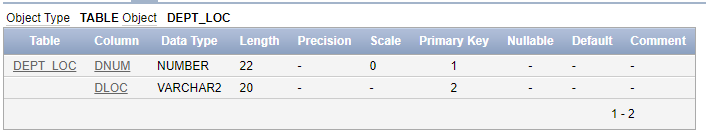 Object Type TABLE Object DEPT_LOC
Table Column Data Type Length Precision Scale Primary Key Nullable Default Comment
DEPT_LOC DNUM NUMBER 22 - 0 1 - - -
DLOC VARCHAR2 20 - - 2 - - -
1 - 2